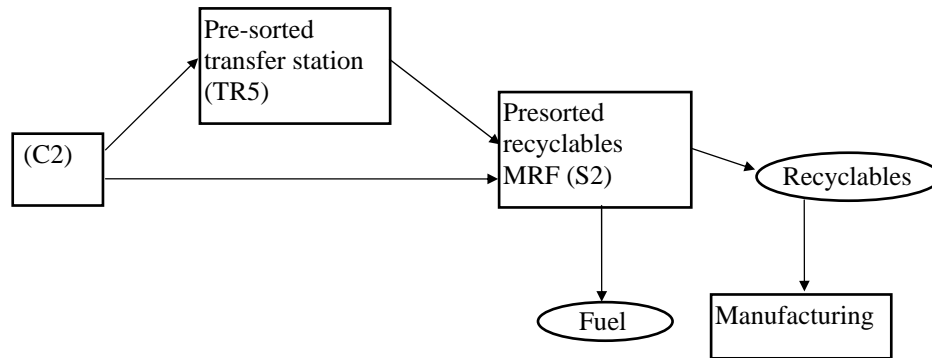 Pre-sorted
transfer station
(TR5)
(C2)
Presorted
recyclables
MRF (S2)
Recyclables
Fuel
Manufacturing